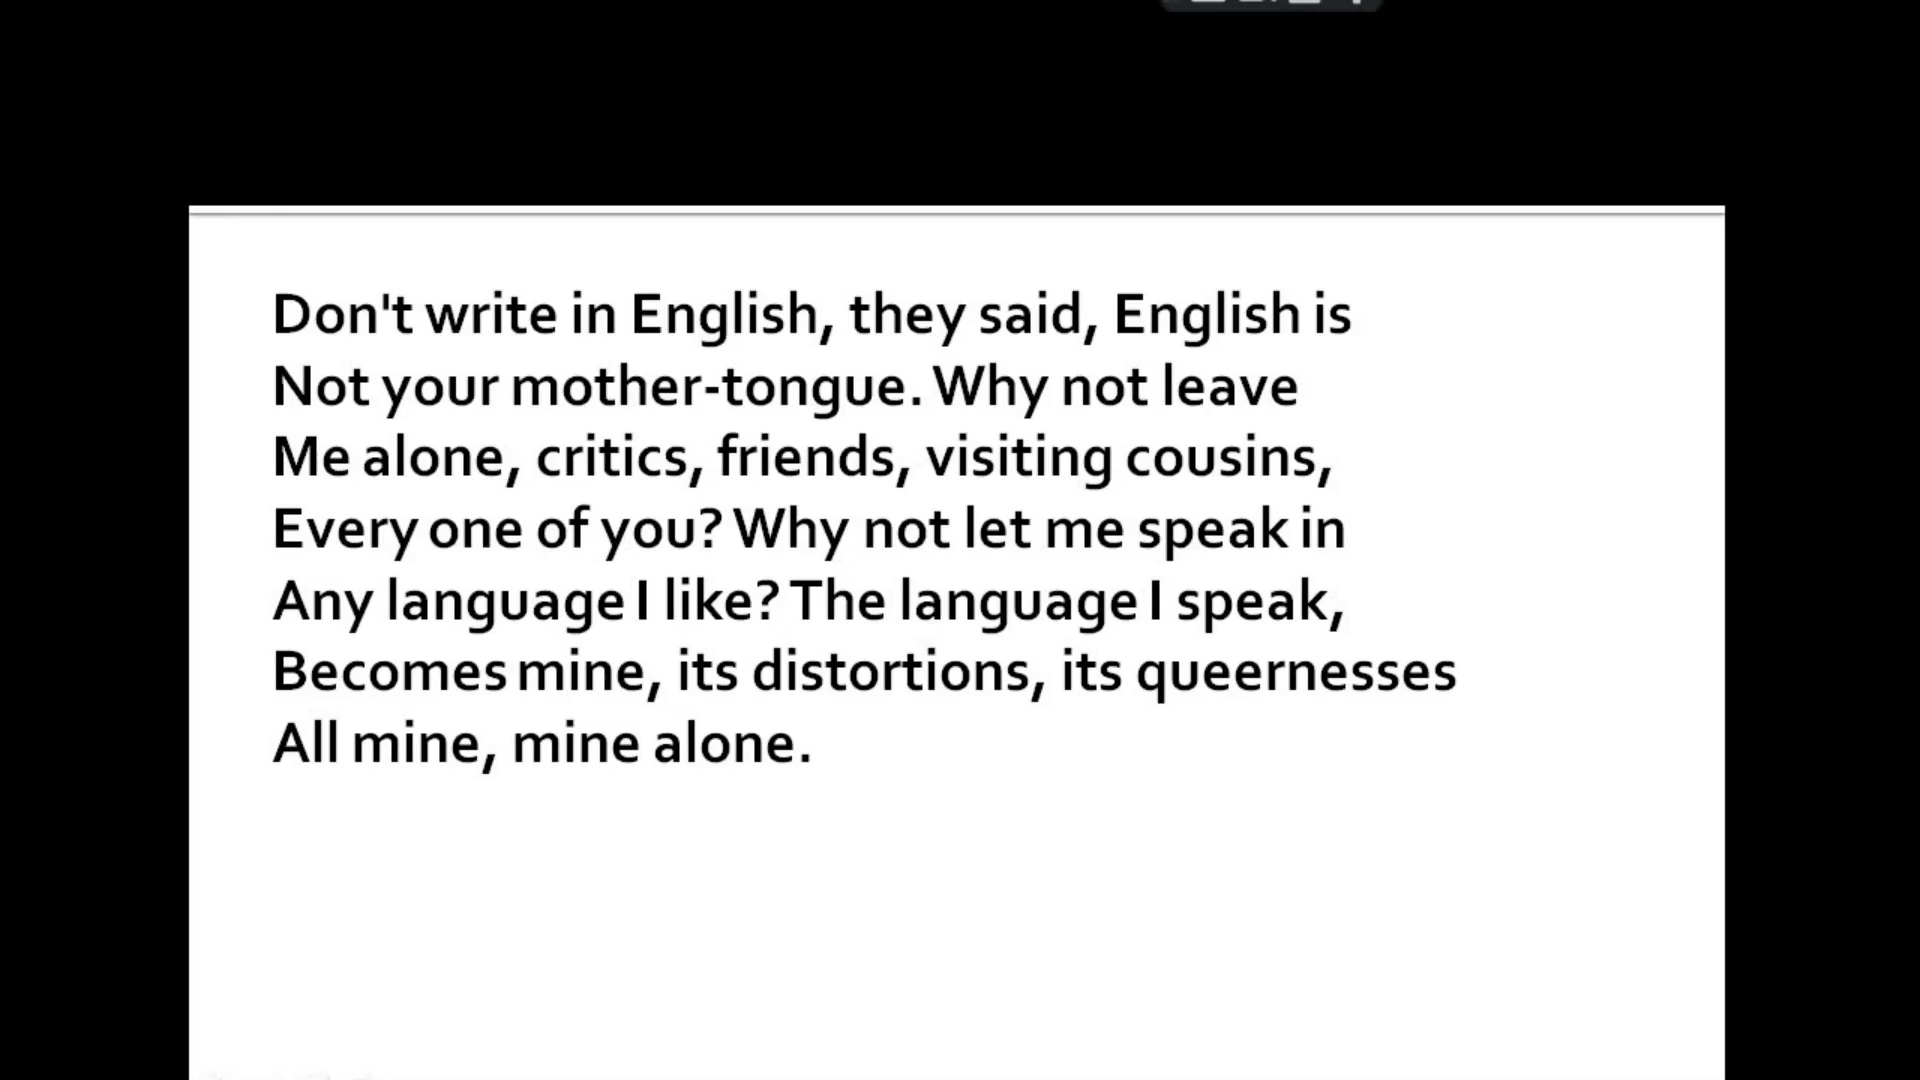 Don't write in English, they said, English is
Not your mother-tongue. Why not leave
Me alone, critics, friends, visiting cousins,
Every one of you? Why not let me speak in
Any language I like? The language I speak,
Becomes mine, its distortions, its queernesses
All mine, mine alone.